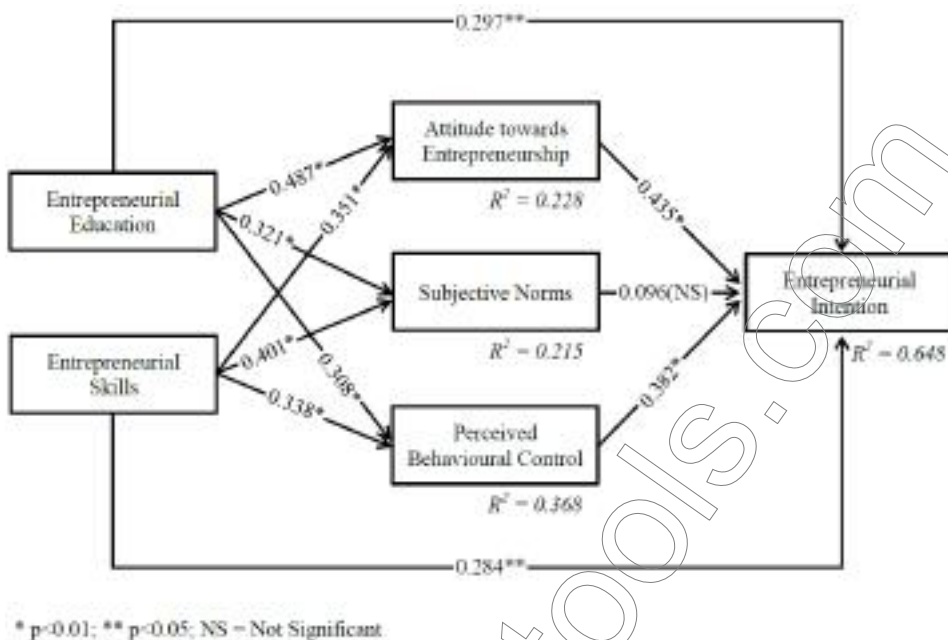 0.297**
Attitude towards
Entrepreneurship
R² = 0.228
Entrepreneurial
Education
0.487*
0.351*
0.321*
0.435*
Subjective Norms
0.096(NS)
R² = 0.215
Entrepreneurial
Intention
R² = 0.648
Entrepreneurial
Skills
0.401*
0.308*
0.338*
0.382*
Perceived
Behavioural Control
R² = 0.368
0.284**
* p<0.01; ** p<0.05; NS = Not Significant
tools.com